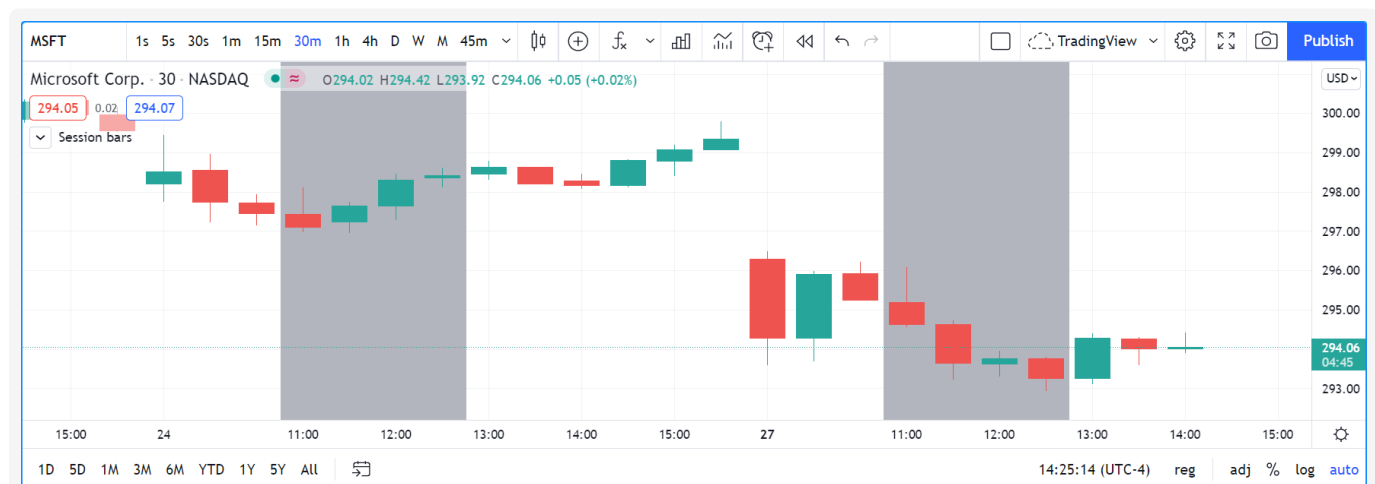 MSFT 1s 5s 30s 1m 15m 30m 1h 4h D W M 45m TradingView Publish
Microsoft Corp. · 30 · NASDAQ O294.02 H294.42 L293.92 C294.06 +0.05 (+0.02%) USD
294.05 0.02 294.07
Session bars
300.00
299.00
298.00
297.00
296.00
295.00
294.06
04:45
293.00
15:00 24 11:00 12:00 13:00 14:00 15:00 27 11:00 12:00 13:00 14:00 15:00
1D 5D 1M 3M 6M YTD 1Y 5Y All 14:25:14 (UTC-4) reg adj % log auto